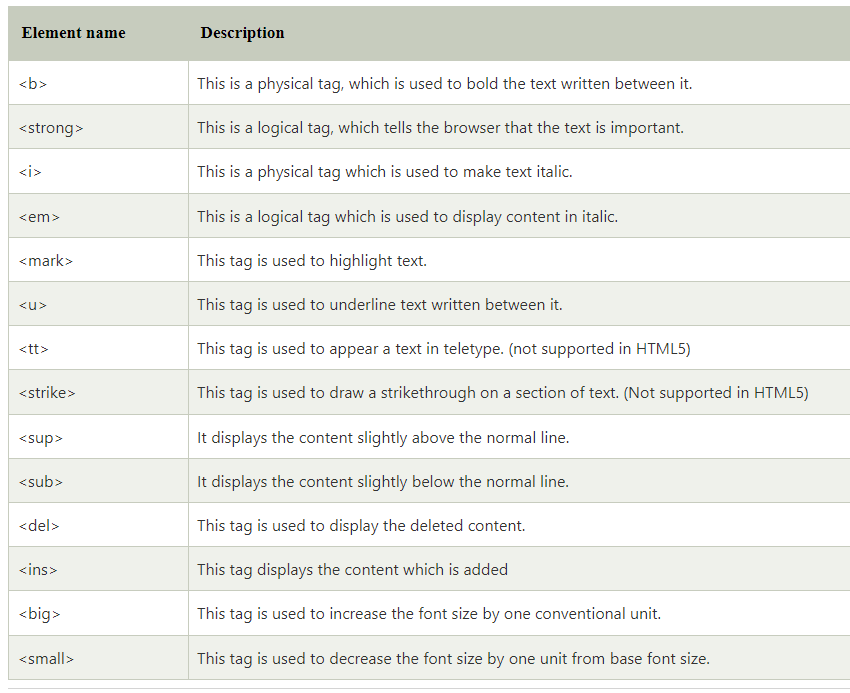 Element name Description
<b> This is a physical tag, which is used to bold the text written between it.
<strong> This is a logical tag, which tells the browser that the text is important.
<i> This is a physical tag which is used to make text italic.
<em> This is a logical tag which is used to display content in italic.
<mark> This tag is used to highlight text.
<u> This tag is used to underline text written between it.
<tt> This tag is used to appear a text in teletype. (not supported in HTML5)
<strike> This tag is used to draw a strikethrough on a section of text. (Not supported in HTML5)
<sup> It displays the content slightly above the normal line.
<sub> It displays the content slightly below the normal line.
<del> This tag is used to display the deleted content.
<ins> This tag displays the content which is added
<big> This tag is used to increase the font size by one conventional unit.
<small> This tag is used to decrease the font size by one unit from base font size.